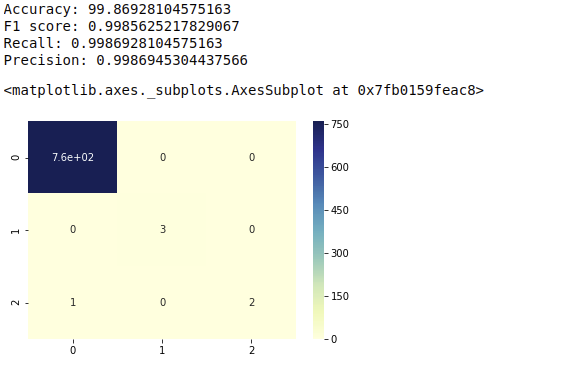 Accuracy: 99.86928104575163
F1 score: 0.9985625217829067
Recall: 0.9986928104575163
Precision: 0.9986945304437566
<matplotlib.axes._subplots.AxesSubplot at 0x7fb0159feac8>
750
0 7.6e+02 0 0
600
450
1 0 3 0
300
150
2 1 0 2
0
0 1 2